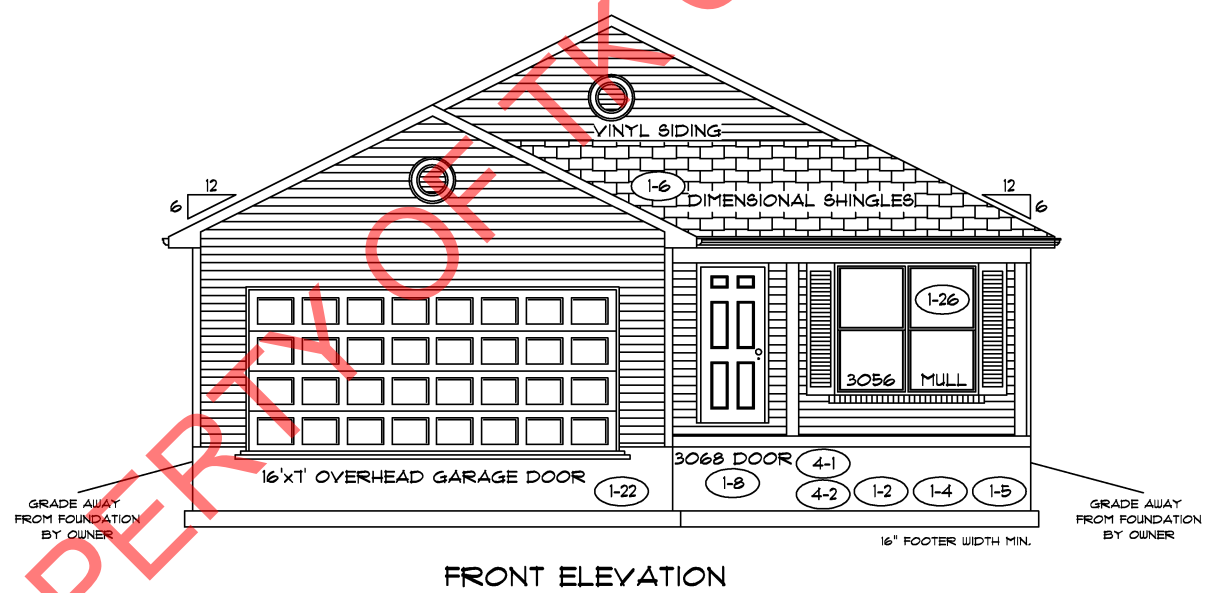 PERTY OF TK
VINYL SIDING
1-6
DIMENSIONAL SHINGLES
12
6
12
6
1-26
3056 MULL
16'x7' OVERHEAD GARAGE DOOR
1-22
3068 DOOR
1-8
4-1
4-2
1-2
1-4
1-5
GRADE AWAY
FROM FOUNDATION
BY OWNER
GRADE AWAY
FROM FOUNDATION
BY OWNER
16" FOOTER WIDTH MIN.
FRONT ELEVATION